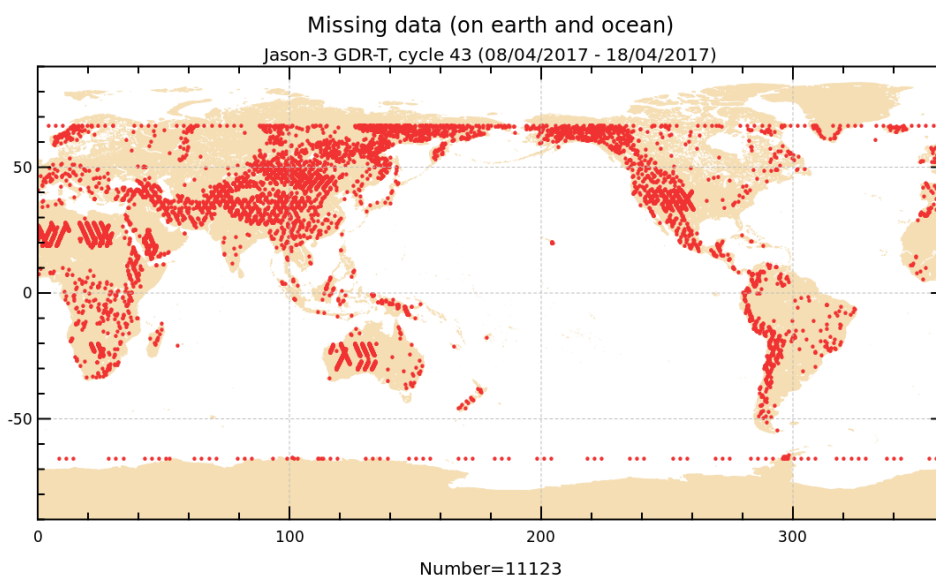 Missing data (on earth and ocean)
Jason-3 GDR-T, cycle 43 (08/04/2017 - 18/04/2017)
50
0
-50
0 100 200 300
Number=11123